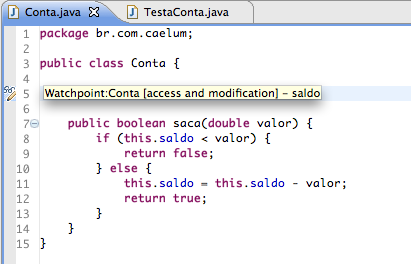 Conta.java TestaConta.java
1 package br.com.caelum;
2
3 public class Conta {
4
5 Watchpoint:Conta [access and modification] – saldo
6
7 public boolean saca(double valor) {
8 if (this.saldo < valor) {
9 return false;
10 } else {
11 this.saldo = this.saldo - valor;
12 return true;
13 }
14 }
15 }